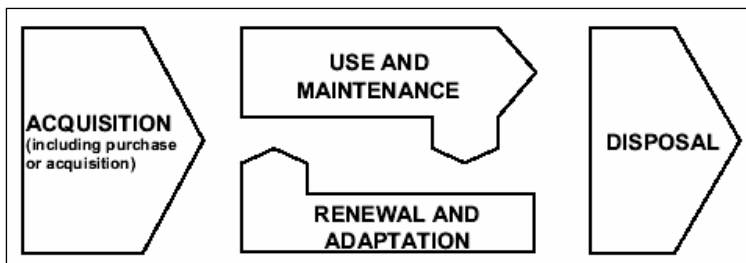 ACQUISITION
(including purchase
or acquisition)
USE AND
MAINTENANCE
RENEWAL AND
ADAPTATION
DISPOSAL